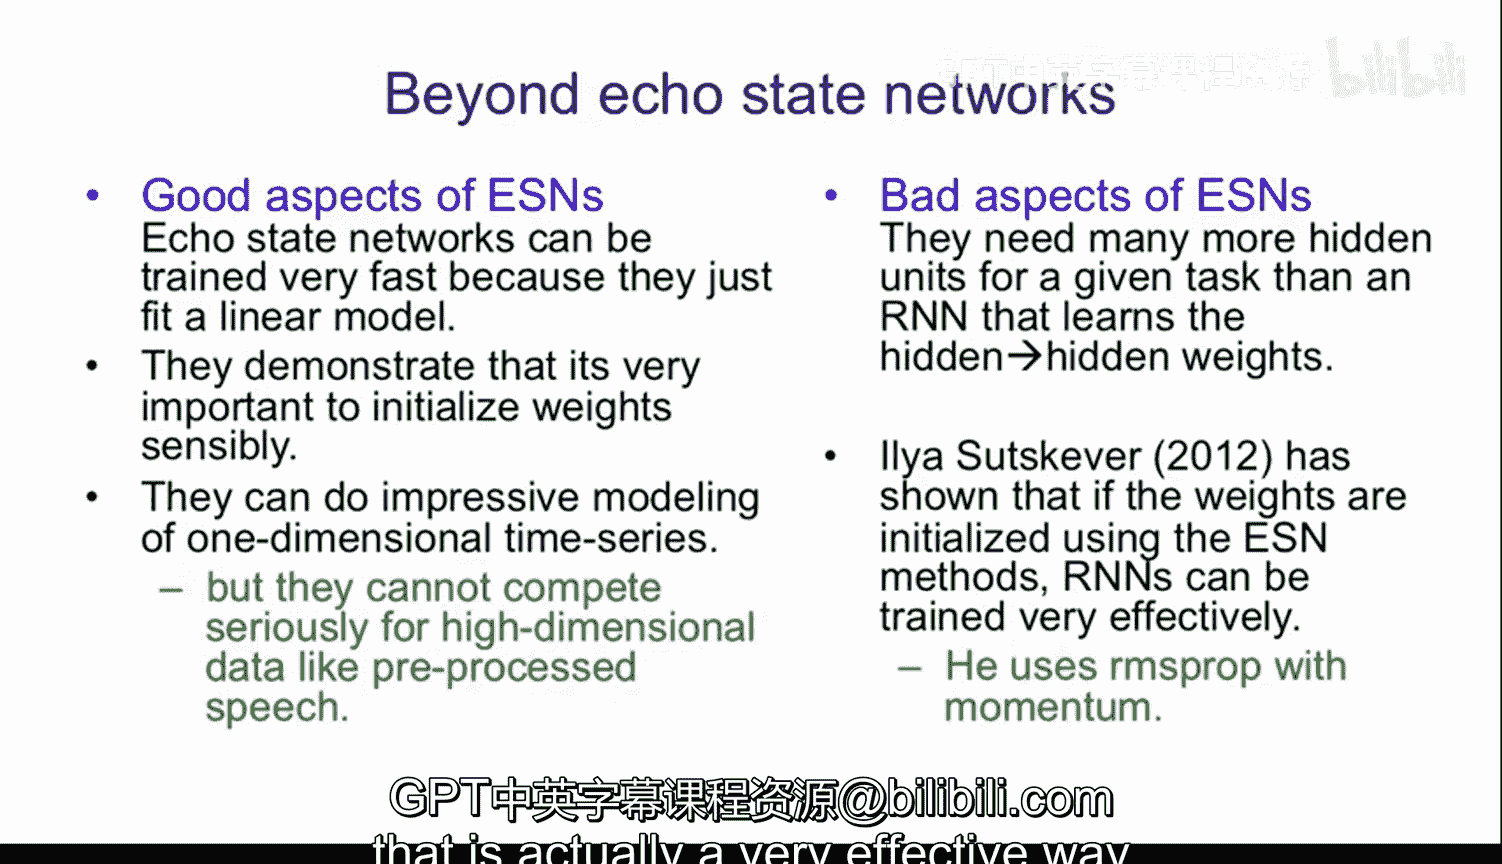 Beyond echo state networks
bilibili
• Good aspects of ESNs
Echo state networks can be
trained very fast because they just
fit a linear model.
• They demonstrate that its very
important to initialize weights
sensibly.
• They can do impressive modeling
of one-dimensional time-series.
– but they cannot compete
seriously for high-dimensional
data like pre-processed
speech.
• Bad aspects of ESNs
They need many more hidden
units for a given task than an
RNN that learns the
hidden→hidden weights.
• Ilya Sutskever (2012) has
shown that if the weights are
initialized using the ESN
methods, RNNs can be
trained very effectively.
– He uses rmsprop with
momentum.
GPT中英字幕课程资源@bilibili.com
that is actually a very effective way